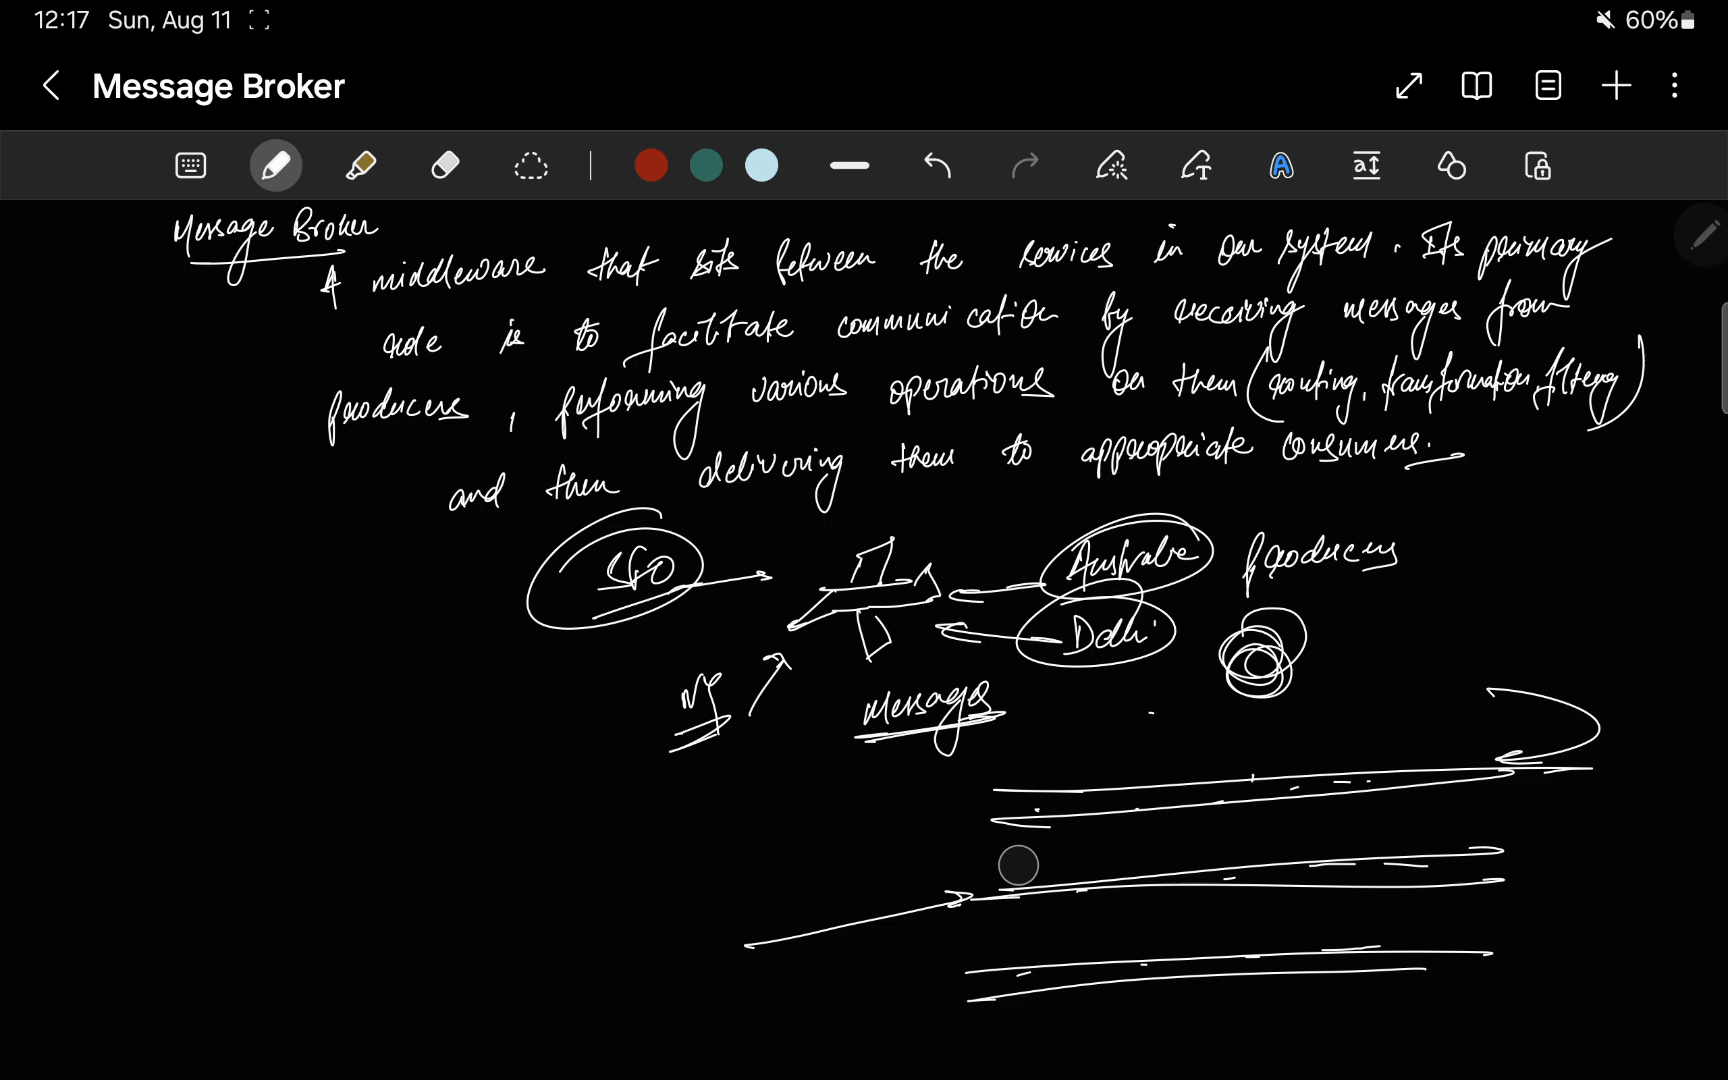 12:17 Sun, Aug 11
60%
Message Broker
Message Broker
A middleware that sits between the services in our system. Its primary
role is to facilitate communication by receiving messages from
producers, performing various operations on them (routing, transformation, filtering)
and then delivering them to appropriate consumers.
SFO
Australia
producers
Delhi
NY
Messages